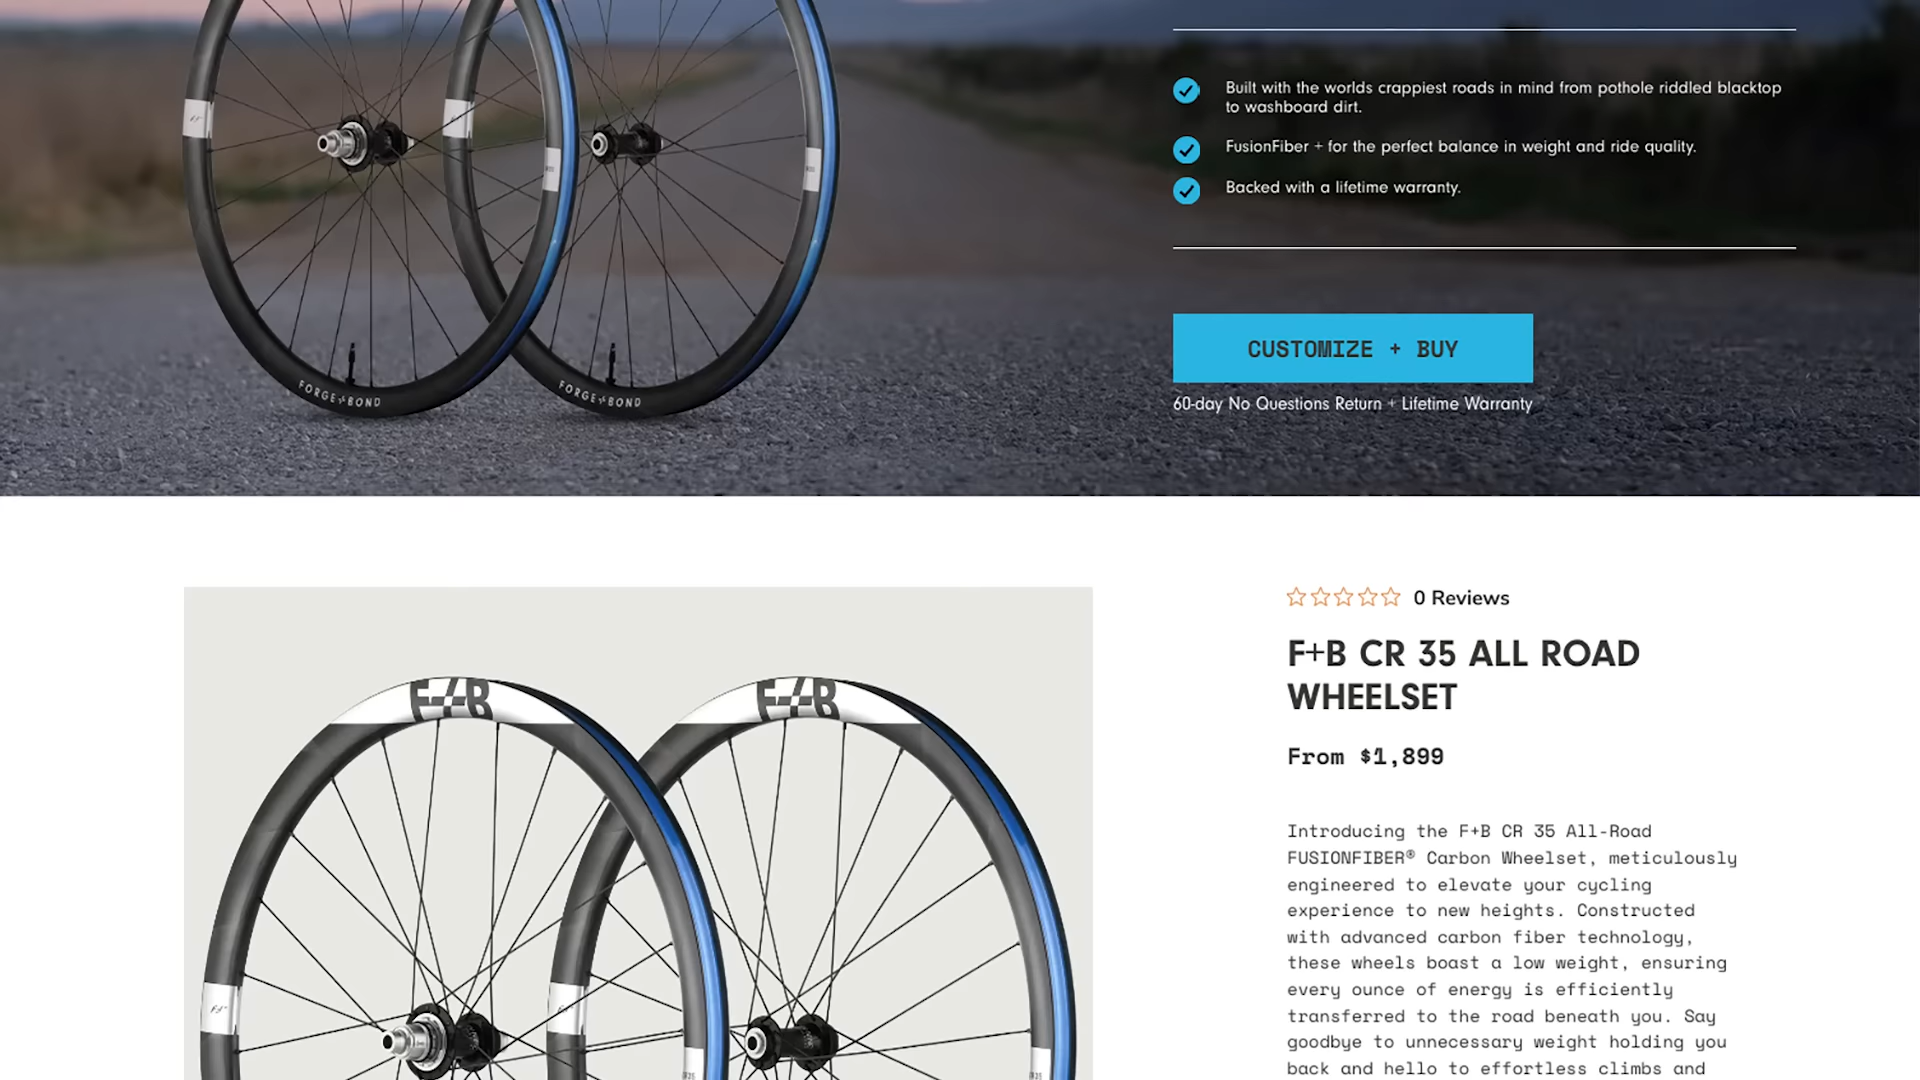 Built with the worlds crappiest roads in mind from pothole riddled blacktop
to washboard dirt.
FusionFiber + for the perfect balance in weight and ride quality.
Backed with a lifetime warranty.
FORGE+BOND
FORGE+BOND
CUSTOMIZE + BUY
60-day No Questions Return + Lifetime Warranty
0 Reviews
F+B CR 35 ALL ROAD
WHEELSET
From $1,899
F+B
F+B
Introducing the F+B CR 35 All-Road
FUSIONFIBER® Carbon Wheelset, meticulously
engineered to elevate your cycling
experience to new heights. Constructed
with advanced carbon fiber technology,
these wheels boast a low weight, ensuring
every ounce of energy is efficiently
transferred to the road beneath you. Say
goodbye to unnecessary weight holding you
back and hello to effortless climbs and